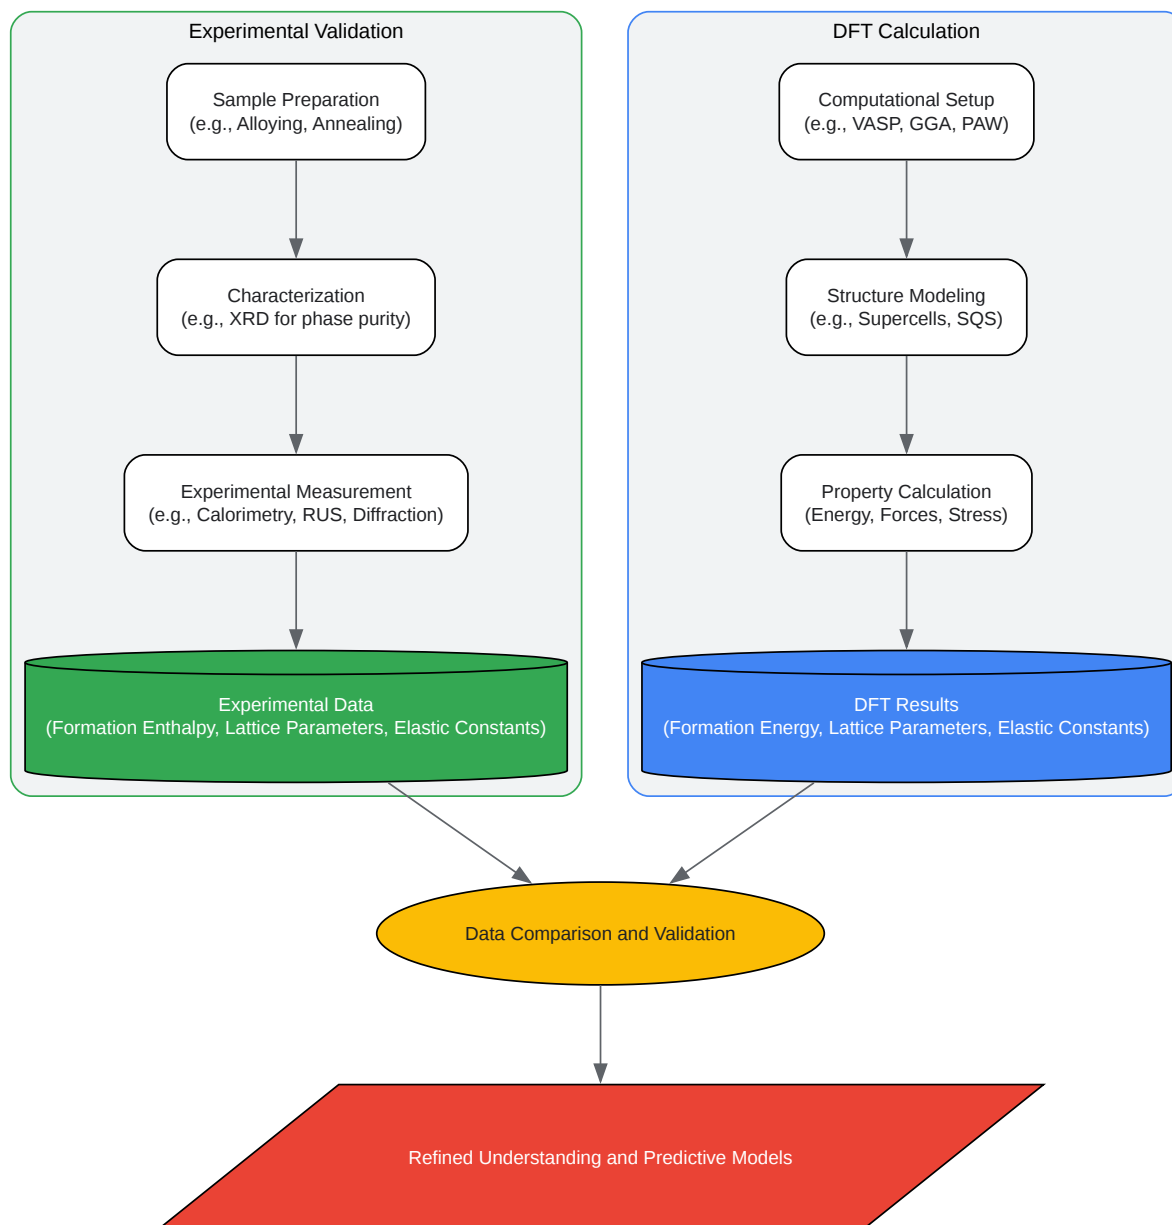 Experimental Validation
Sample Preparation
(e.g., Alloying, Annealing)
Characterization
(e.g., XRD for phase purity)
Experimental Measurement
(e.g., Calorimetry, RUS, Diffraction)
Experimental Data
(Formation Enthalpy, Lattice Parameters, Elastic Constants)
DFT Calculation
Computational Setup
(e.g., VASP, GGA, PAW)
Structure Modeling
(e.g., Supercells, SQS)
Property Calculation
(Energy, Forces, Stress)
DFT Results
(Formation Energy, Lattice Parameters, Elastic Constants)
Data Comparison and Validation
Refined Understanding and Predictive Models